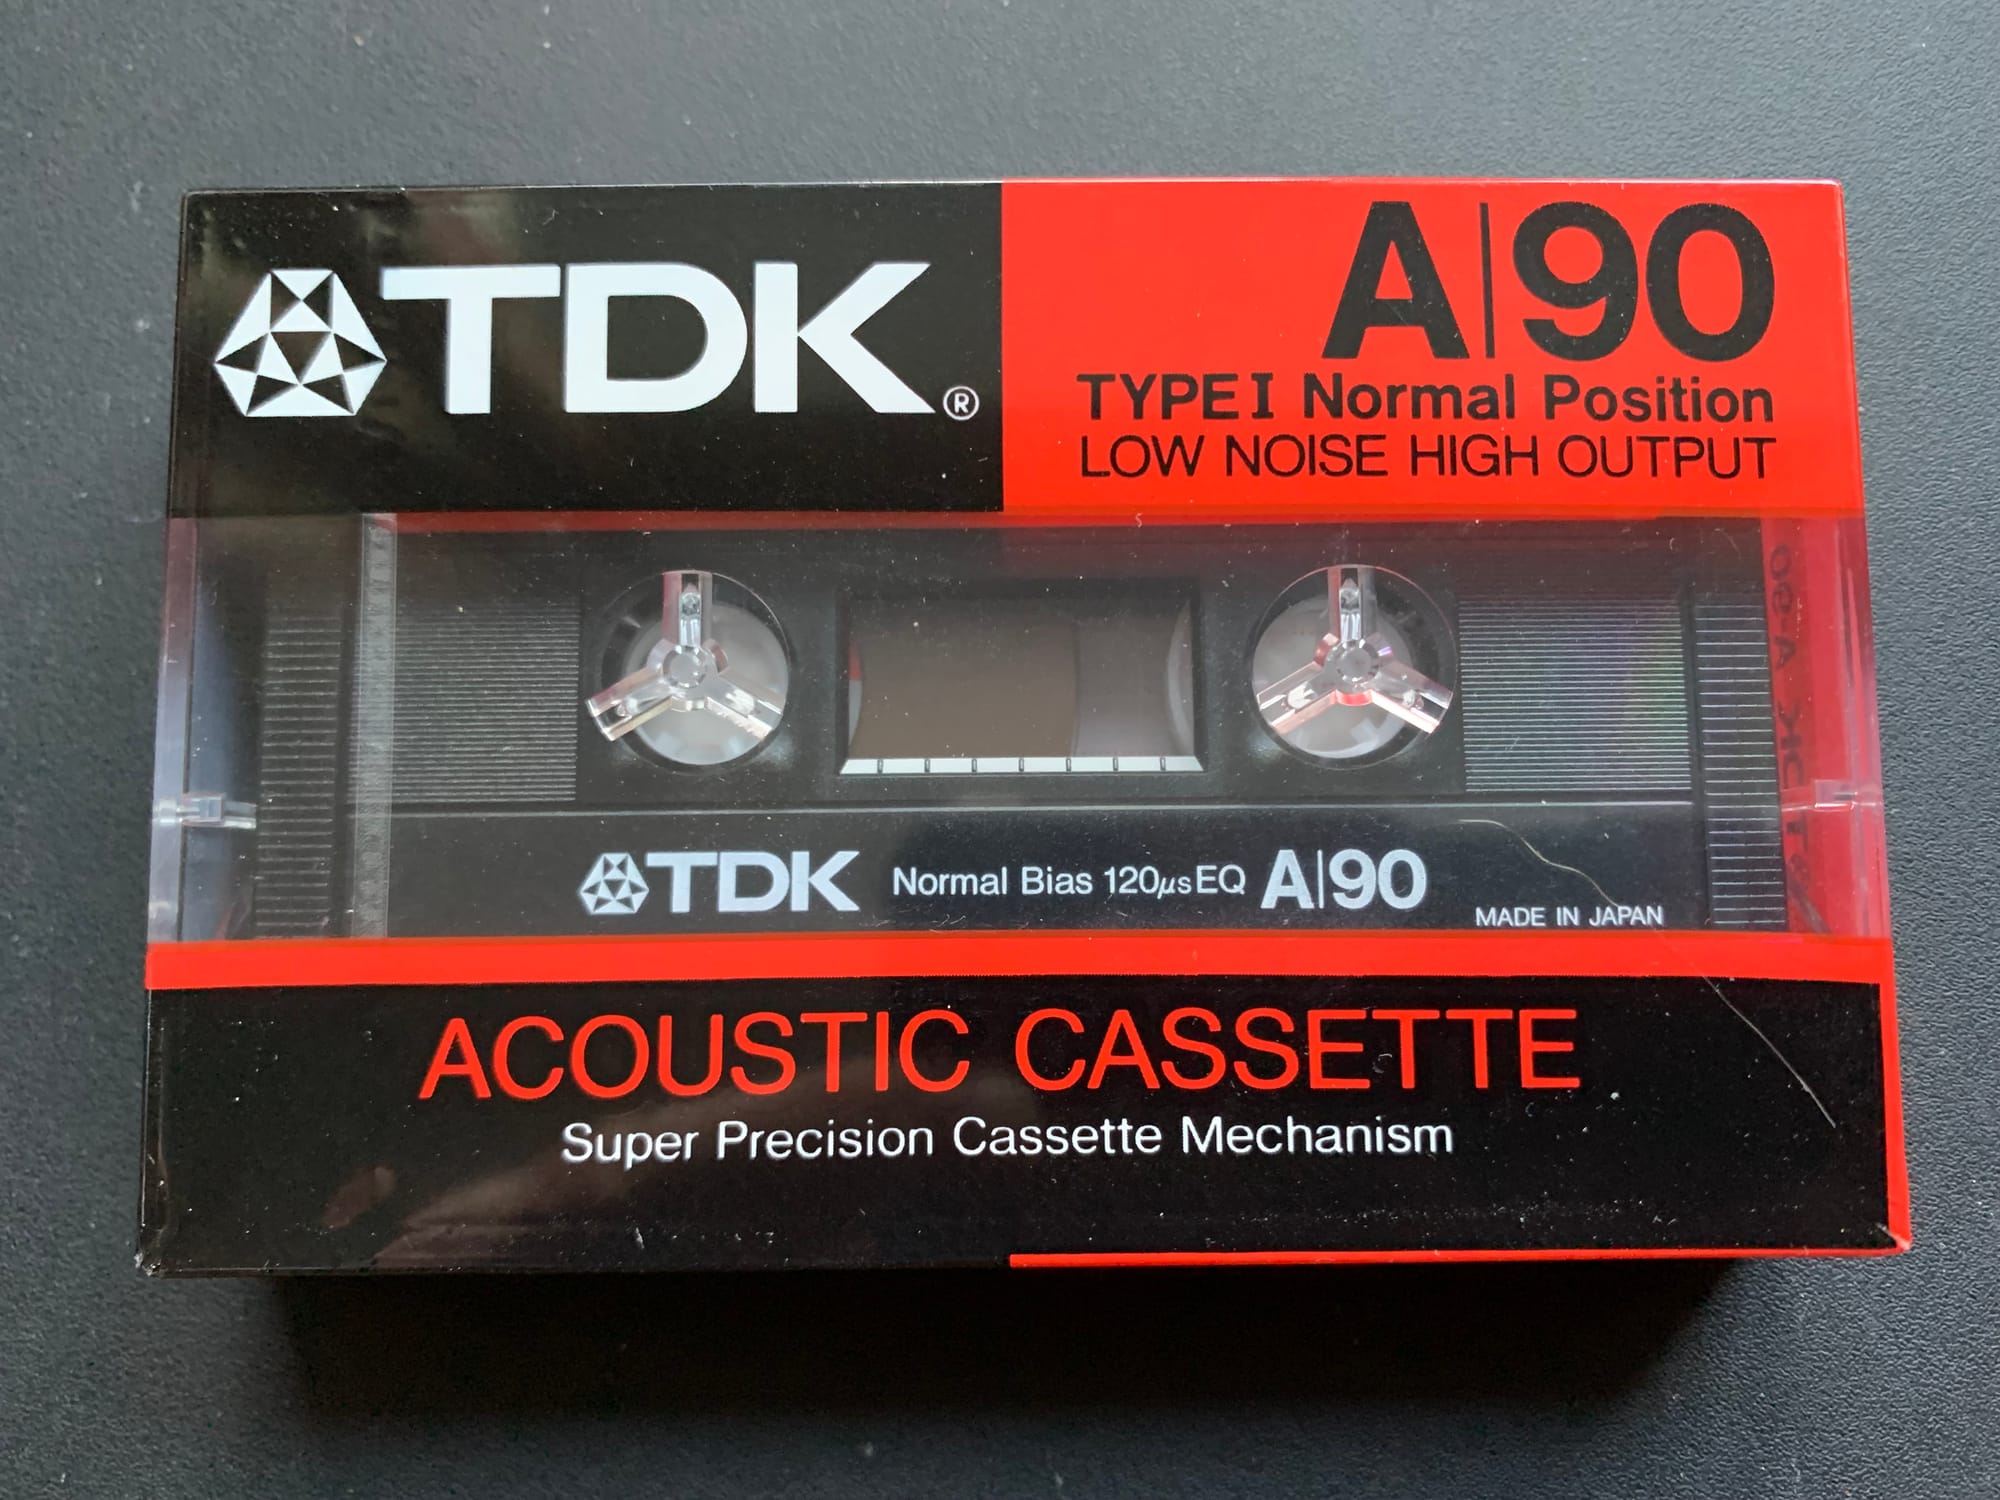 TDK®
A|90
TYPE I Normal Position
LOW NOISE HIGH OUTPUT
TDK Normal Bias 120µs EQ A|90
MADE IN JAPAN
ACOUSTIC CASSETTE
Super Precision Cassette Mechanism